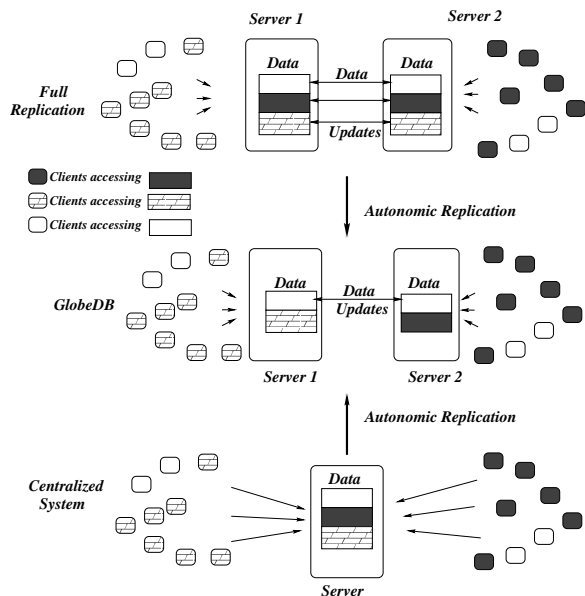 Server 1
Server 2
Full
Replication
Data
Data
Data
Updates
Clients accessing
Clients accessing
Clients accessing
Autonomic Replication
GlobeDB
Data
Data
Data
Updates
Server 1
Server 2
Autonomic Replication
Centralized
System
Data
Server